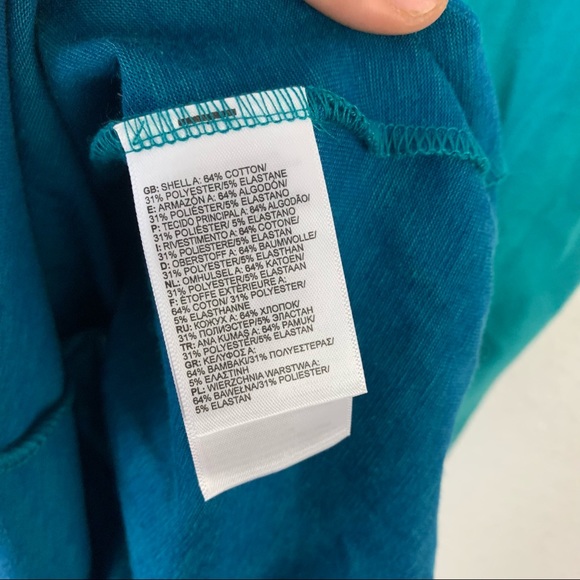 GB: SHELL A: 64% COTTON/
31% POLYESTER/5% ELASTANE
E: ARMAZÓN A: 64% ALGODÓN/
31% POLIÉSTER/5% ELASTANO
P: TECIDO PRINCIPAL A: 64% ALGODÃO/
31% POLIÉSTER/ 5% ELASTANO
I: RIVESTIMENTO A: 64% COTONE/
31% POLIESTERE/5% ELASTAN
D: OBERSTOFF A: 64% BAUMWOLLE/
31% POLYESTER/5% ELASTHAN
NL: OMHULSEL A: 64% KATOEN/
31% POLYESTER/5% ELASTAAN
F: ÉTOFFE EXTÉRIEURE A:
64% COTON/ 31% POLYESTER/
5% ELASTHANNE
RU: КОЖУХ A: 64% ХЛОПОК/
31% ПОЛИЭСТЕР/5% ЭЛАСТАН
TR: ANA KUMAS A: 64% PAMUK/
31% POLYESTER/5% ELASTAN
GR: ΚΕΛΥΦΟΣ Α:
64% ΒΑΜΒΑΚΙ/31% ΠΟΛΥΕΣΤΕΡΑΣ/
5% ΕΛΑΣΤΙΝΗ
PL: WIERZCHNIA WARSTWA A:
64% BAWEŁNA/31% POLIESTER/
5% ELASTAN